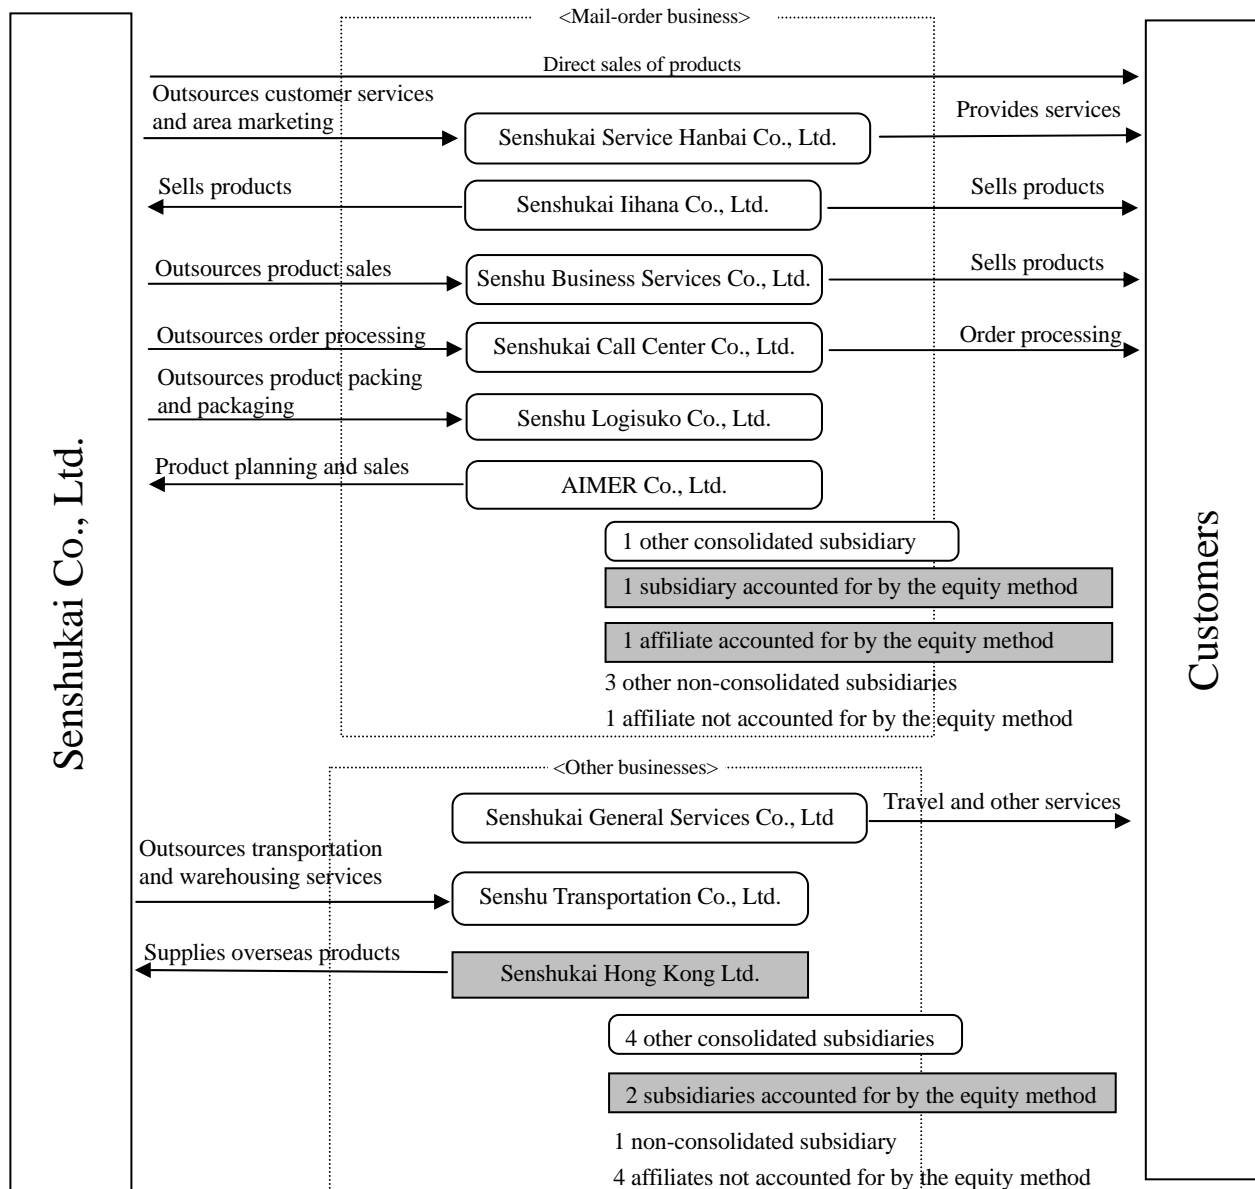 <Mail-order business>
Direct sales of products
Outsources customer services
and area marketing
Senshukai Service Hanbai Co., Ltd.
Provides services
Sells products
Senshukai Iihana Co., Ltd.
Sells products
Outsources product sales
Senshu Business Services Co., Ltd.
Sells products
Outsources order processing
Senshukai Call Center Co., Ltd.
Order processing
Outsources product packing
and packaging
Senshu Logisuko Co., Ltd.
Product planning and sales
AIMER Co., Ltd.
1 other consolidated subsidiary
1 subsidiary accounted for by the equity method
1 affiliate accounted for by the equity method
3 other non-consolidated subsidiaries
1 affiliate not accounted for by the equity method
Senshukai Co., Ltd.
Customers
<Other businesses>
Senshukai General Services Co., Ltd
Travel and other services
Outsources transportation
and warehousing services
Senshu Transportation Co., Ltd.
Supplies overseas products
Senshukai Hong Kong Ltd.
4 other consolidated subsidiaries
2 subsidiaries accounted for by the equity method
1 non-consolidated subsidiary
4 affiliates not accounted for by the equity method